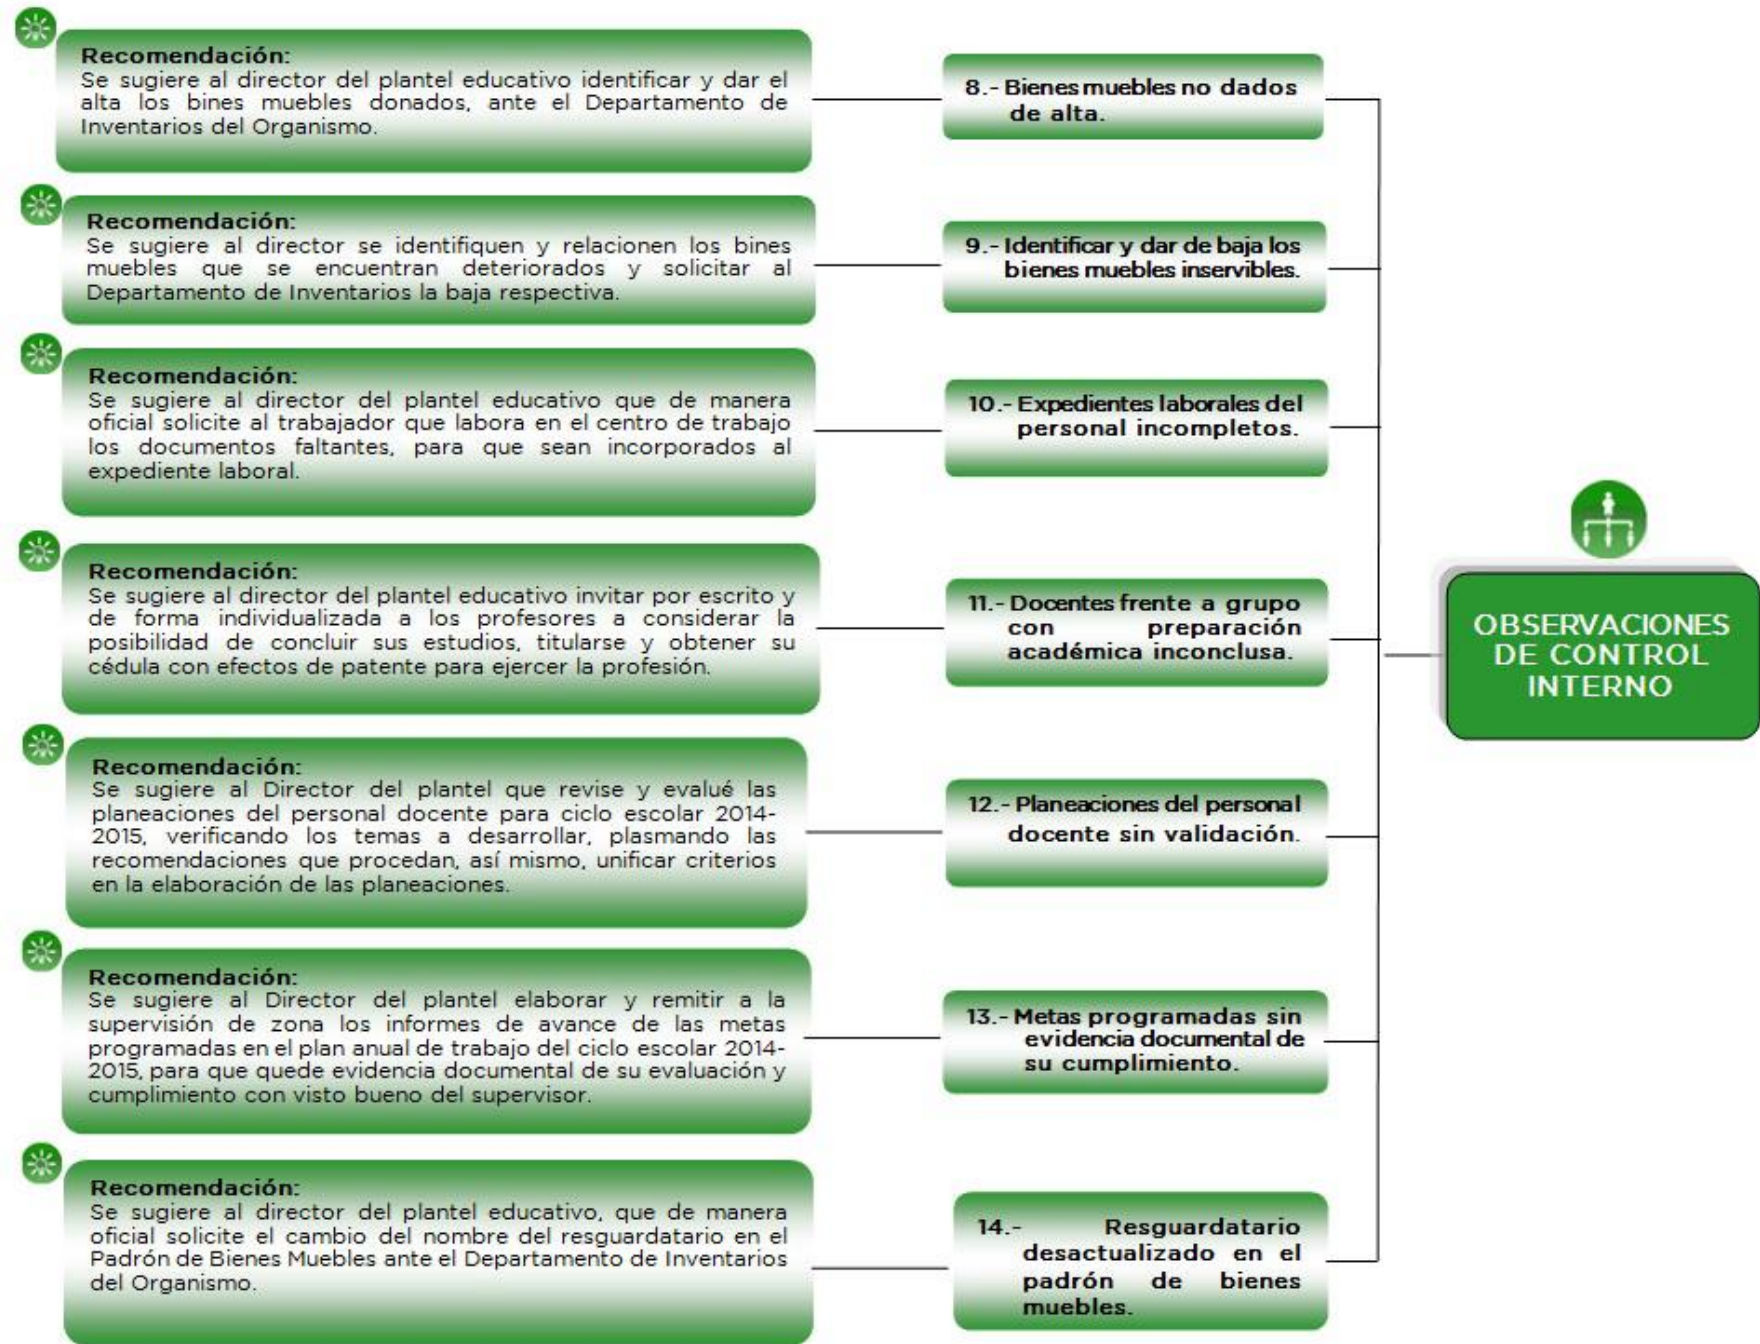 Recomendación:
Se sugiere al director del plantel educativo identificar y dar el
alta los bines muebles donados, ante el Departamento de
Inventarios del Organismo.
8.- Bienes muebles no dados
de alta.
Recomendación:
Se sugiere al director se identifiquen y relacionen los bines
muebles que se encuentran deteriorados y solicitar al
Departamento de Inventarios la baja respectiva.
9.- Identificar y dar de baja los
bienes muebles inservibles.
Recomendación:
Se sugiere al director del plantel educativo que de manera
oficial solicite al trabajador que labora en el centro de trabajo
los documentos faltantes, para que sean incorporados al
expediente laboral.
10.- Expedientes laborales del
personal incompletos.
Recomendación:
Se sugiere al director del plantel educativo invitar por escrito y
de forma individualizada a los profesores a considerar la
posibilidad de concluir sus estudios, titularse y obtener su
cédula con efectos de patente para ejercer la profesión.
11.- Docentes frente a grupo
con preparación
académica inconclusa.
OBSERVACIONES
DE CONTROL
INTERNO
Recomendación:
Se sugiere al Director del plantel que revise y evalué las
planeaciones del personal docente para ciclo escolar 2014-
2015, verificando los temas a desarrollar, plasmando las
recomendaciones que procedan, así mismo, unificar criterios
en la elaboración de las planeaciones.
12.- Planeaciones del personal
docente sin validación.
Recomendación:
Se sugiere al Director del plantel elaborar y remitir a la
supervisión de zona los informes de avance de las metas
programadas en el plan anual de trabajo del ciclo escolar 2014-
2015, para que quede evidencia documental de su evaluación y
cumplimiento con visto bueno del supervisor.
13.- Metas programadas sin
evidencia documental de
su cumplimiento.
Recomendación:
Se sugiere al director del plantel educativo, que de manera
oficial solicite el cambio del nombre del resguardatario en el
Padrón de Bienes Muebles ante el Departamento de Inventarios
del Organismo.
14.- Resguardatario
desactualizado en el
padrón de bienes
muebles.